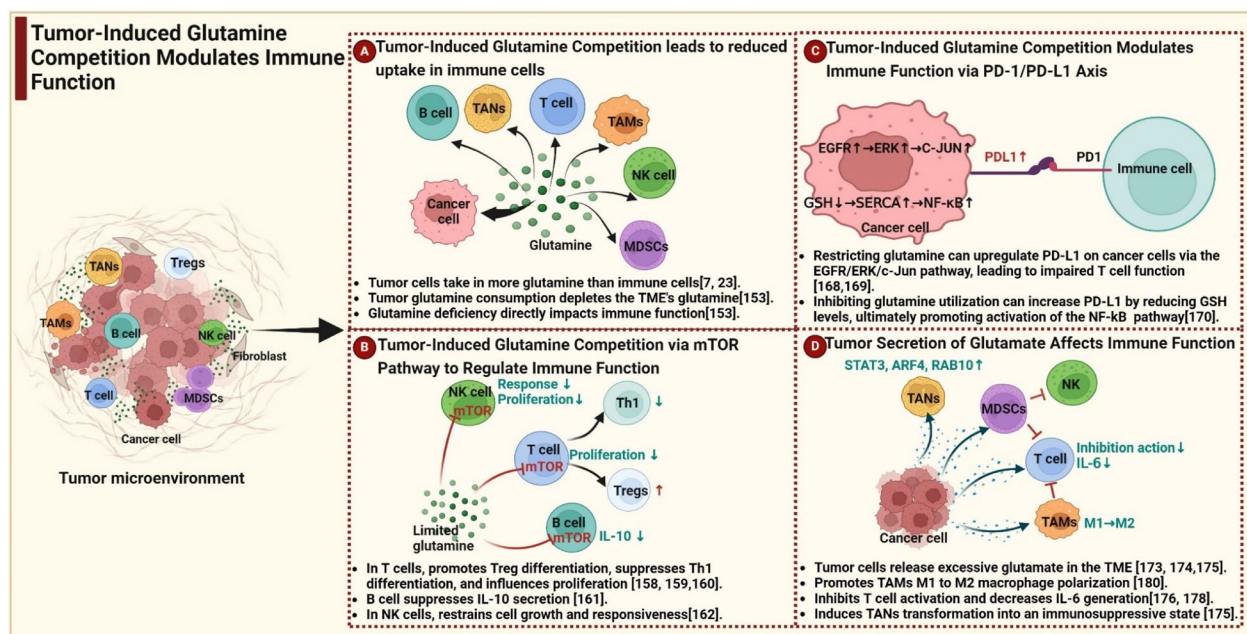 Tumor-Induced Glutamine
Competition Modulates Immune
Function
TANs
Tregs
TAMs
B cell
NK cell
Fibroblast
T cell
MDSCs
Cancer cell
Tumor microenvironment
A Tumor-Induced Glutamine Competition leads to reduced
uptake in immune cells
B cell
TANs
T cell
TAMs
NK cell
Cancer
cell
Glutamine
MDSCs
• Tumor cells take in more glutamine than immune cells[7, 23].
• Tumor glutamine consumption depletes the TME's glutamine[153].
• Glutamine deficiency directly impacts immune function[153].
B Tumor-Induced Glutamine Competition via mTOR
Pathway to Regulate Immune Function
NK cell
mTOR
Response ↓
Proliferation↓
Th1 ↓
T cell
mTOR
Proliferation ↓
Tregs ↑
Limited
glutamine
B cell
mTOR
IL-10 ↓
• In T cells, promotes Treg differentiation, suppresses Th1
differentiation, and influences proliferation [158, 159,160].
• B cell suppresses IL-10 secretion [161].
• In NK cells, restrains cell growth and responsiveness[162].
C Tumor-Induced Glutamine Competition Modulates
Immune Function via PD-1/PD-L1 Axis
EGFR↑→ERK↑→C-JUN↑
PDL1↑
PD1
Immune cell
GSH↓→SERCA↑→NF-κB↑
Cancer cell
• Restricting glutamine can upregulate PD-L1 on cancer cells via the
EGFR/ERK/c-Jun pathway, leading to impaired T cell function
[168,169].
• Inhibiting glutamine utilization can increase PD-L1 by reducing GSH
levels, ultimately promoting activation of the NF-kB pathway[170].
D Tumor Secretion of Glutamate Affects Immune Function
STAT3, ARF4, RAB10↑
TANs
MDSCs
NK
T cell
Inhibition action↓
IL-6↓
TAMs
M1→M2
Cancer cell
• Tumor cells release excessive glutamate in the TME [173, 174,175].
• Promotes TAMs M1 to M2 macrophage polarization [180].
• Inhibits T cell activation and decreases IL-6 generation[176, 178].
• Induces TANs transformation into an immunosuppressive state [175].